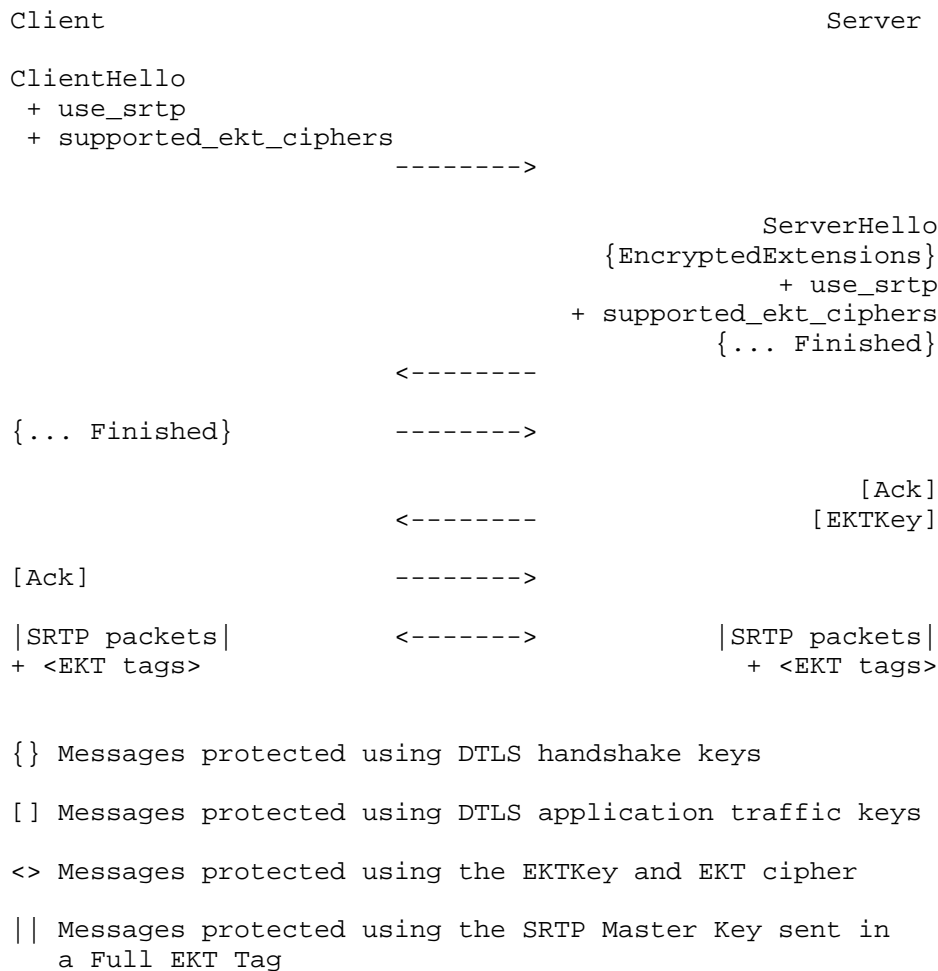 Client                                             Server

ClientHello
 + use_srtp
 + supported_ekt_ciphers
                        -------->

                                               ServerHello
                                     {EncryptedExtensions}
                                                + use_srtp
                                   + supported_ekt_ciphers
                                            {... Finished}
                        <--------

{... Finished}          -------->

                                                     [Ack]
                        <--------                 [EKTKey]

[Ack]                   -------->

|SRTP packets|          <------->           |SRTP packets|
+ <EKT tags>                                  + <EKT tags>


{} Messages protected using DTLS handshake keys

[] Messages protected using DTLS application traffic keys

<> Messages protected using the EKTKey and EKT cipher

|| Messages protected using the SRTP Master Key sent in
   a Full EKT Tag